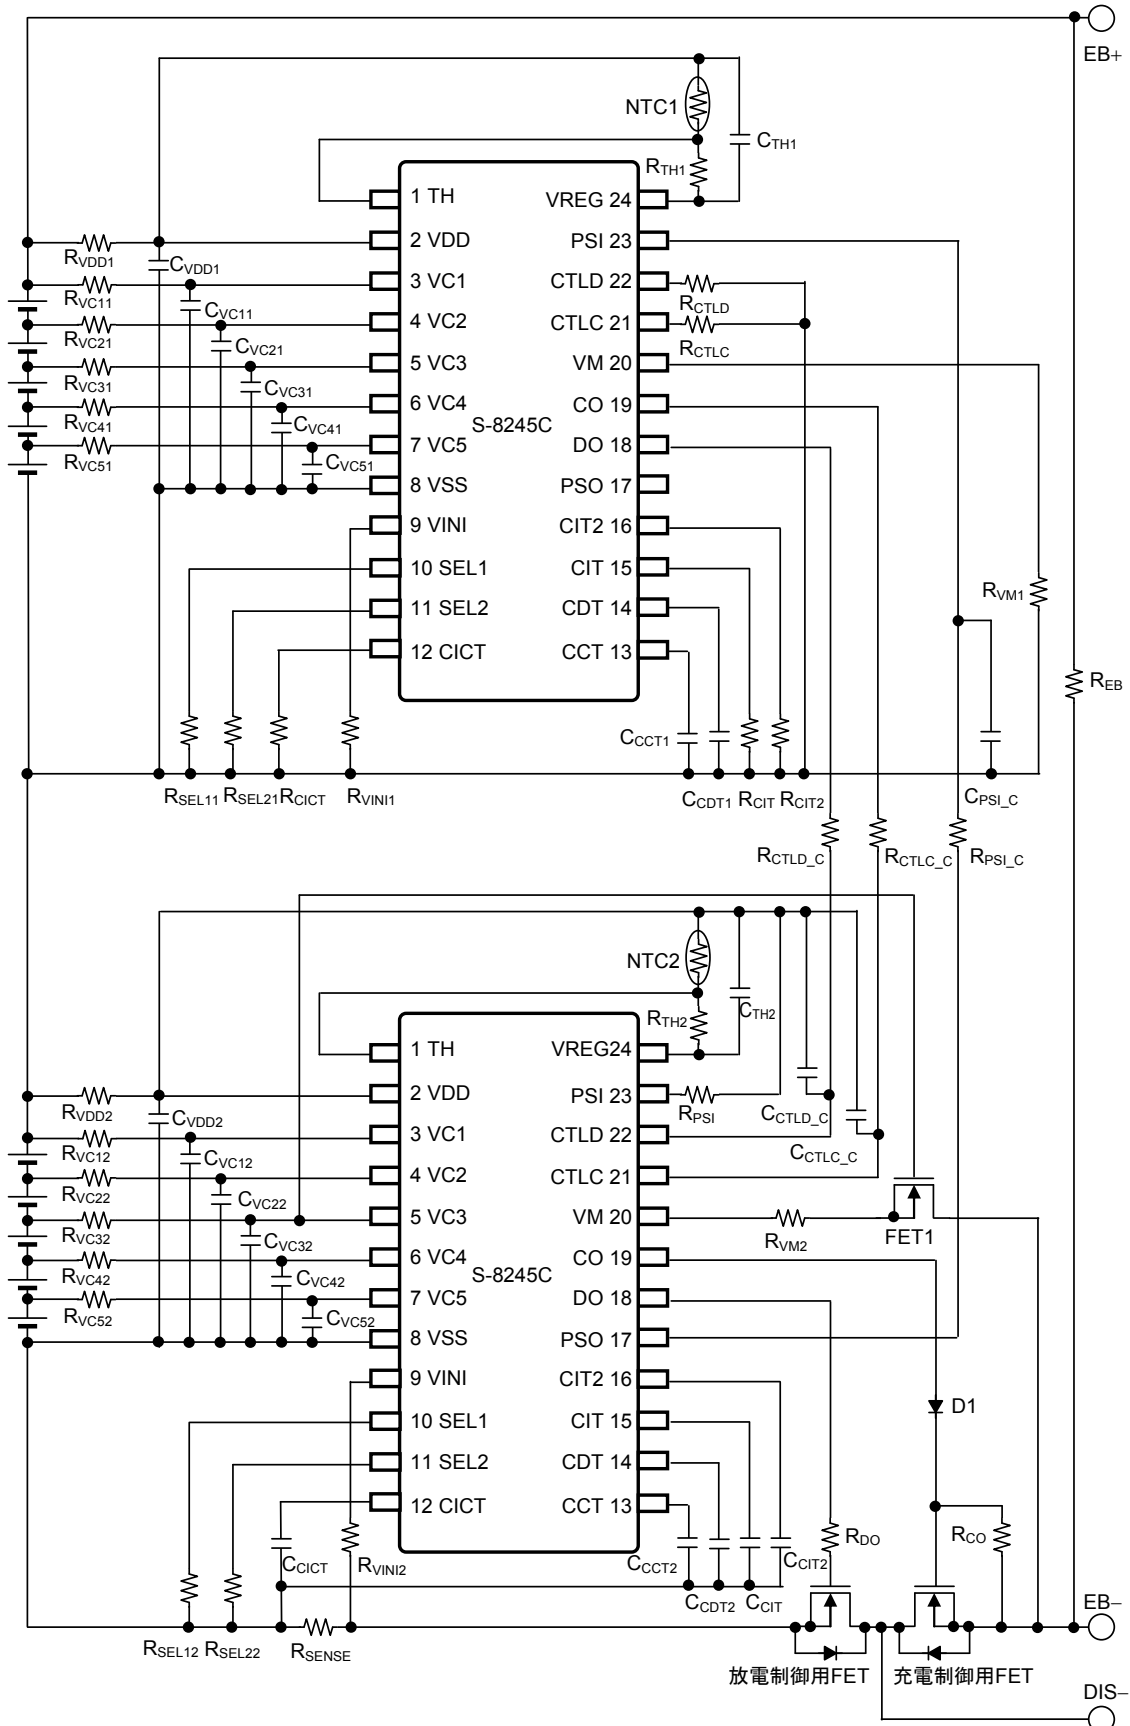 EB+
NTC1
CTH1
RTH1
1 TH
VREG 24
2 VDD
PSI 23
RVDD1
CVDD1
3 VC1
CTLD 22
RVC11
CVC11
RCTLD
4 VC2
CTLC 21
RVC21
CVC21
RCTLC
5 VC3
VM 20
RVC31
CVC31
6 VC4
CO 19
RVC41
CVC41
S-8245C
7 VC5
DO 18
RVC51
CVC51
8 VSS
PSO 17
9 VINI
CIT2 16
10 SEL1
CIT 15
RVM1
11 SEL2
CDT 14
12 CICT
CCT 13
REB
CCCT1
RSEL11
RSEL21
RCICT
RVINI1
CCDT1
RCIT
RCIT2
CPSI_C
RCTLD_C
RCTLC_C
RPSI_C
NTC2
CTH2
RTH2
1 TH
VREG24
2 VDD
PSI 23
RVDD2
CVDD2
RPSI
CCTLD_C
3 VC1
CTLD 22
RVC12
CVC12
CCTLC_C
4 VC2
CTLC 21
RVC22
CVC22
5 VC3
VM 20
RVC32
CVC32
RVM2
FET1
6 VC4
CO 19
RVC42
CVC42
S-8245C
7 VC5
DO 18
RVC52
CVC52
8 VSS
PSO 17
9 VINI
CIT2 16
D1
10 SEL1
CIT 15
11 SEL2
CDT 14
12 CICT
CCT 13
RDO
RCO
CCICT
RVINI2
CCCT2
CCIT2
CCDT2
CCIT
EB−
RSEL12
RSEL22
RSENSE
放電制御用FET
充電制御用FET
DIS−